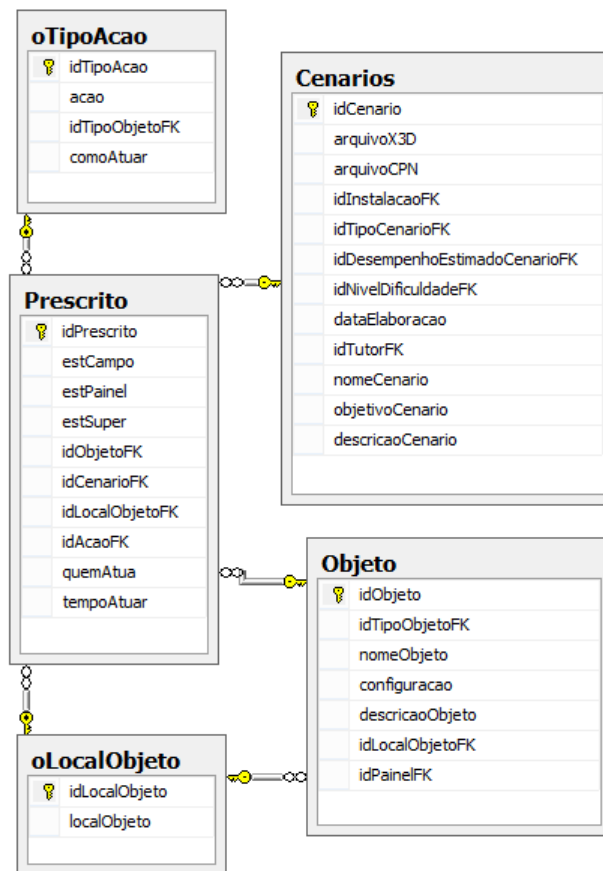 oTipoAcao
idTipoAcao
acao
idTipoObjetoFK
comoAtuar
Cenarios
idCenario
arquivoX3D
arquivoCPN
idInstalacaoFK
idTipoCenarioFK
idDesempenhoEstimadoCenarioFK
idNivelDificuldadeFK
dataElaboracao
idTutorFK
nomeCenario
objetivoCenario
descricaoCenario
Prescrito
idPrescrito
estCampo
estPainel
estSuper
idObjetoFK
idCenarioFK
idLocalObjetoFK
idAcaoFK
quemAtua
tempoAtuar
Objeto
idObjeto
idTipoObjetoFK
nomeObjeto
configuracao
descricaoObjeto
idLocalObjetoFK
idPainelFK
oLocalObjeto
idLocalObjeto
localObjeto